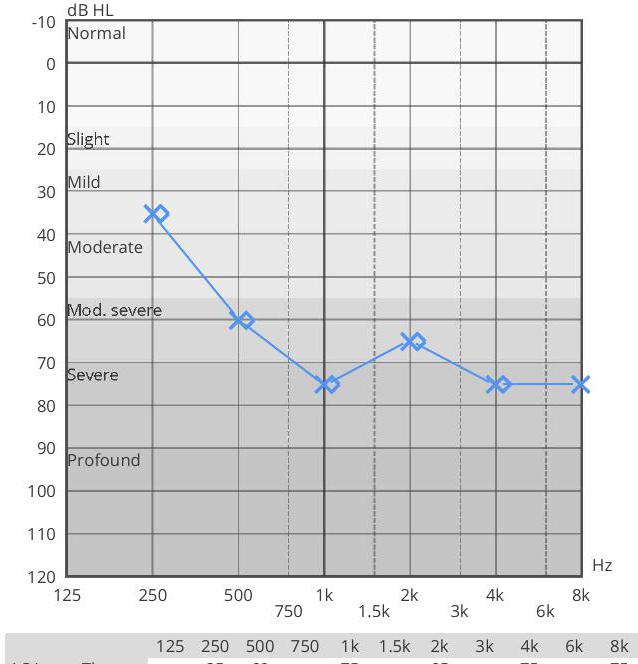 dB HL
-10
Normal
0
10
Slight
20
Mild
30
40
Moderate
50
Mod. severe
60
70
Severe
80
90
Profound
100
110
120
Hz
125 250 500 1k 2k 4k 8k
750 1.5k 3k 6k
125 250 500 750 1k 1.5k 2k 3k 4k 6k 8k